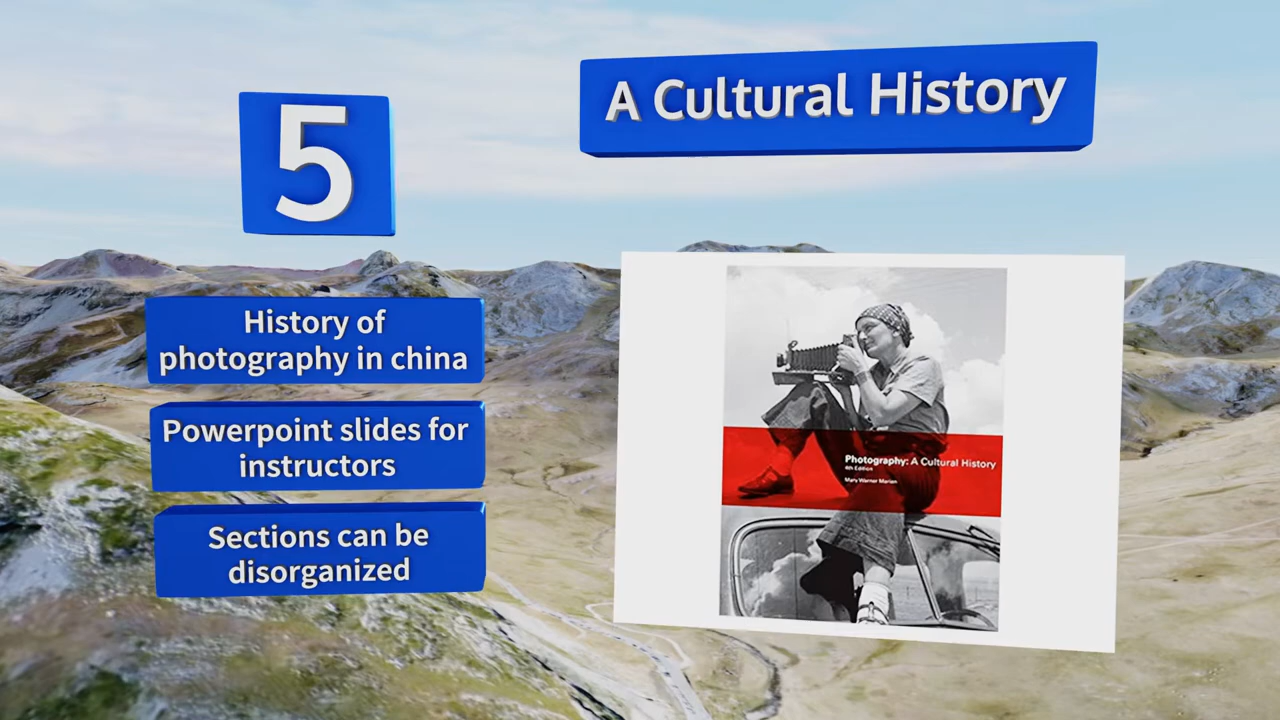 5
A Cultural History
History of
photography in china
Powerpoint slides for
instructors
Sections can be
disorganized
Photography: A Cultural History
4th Edition
Mary Warner Marien